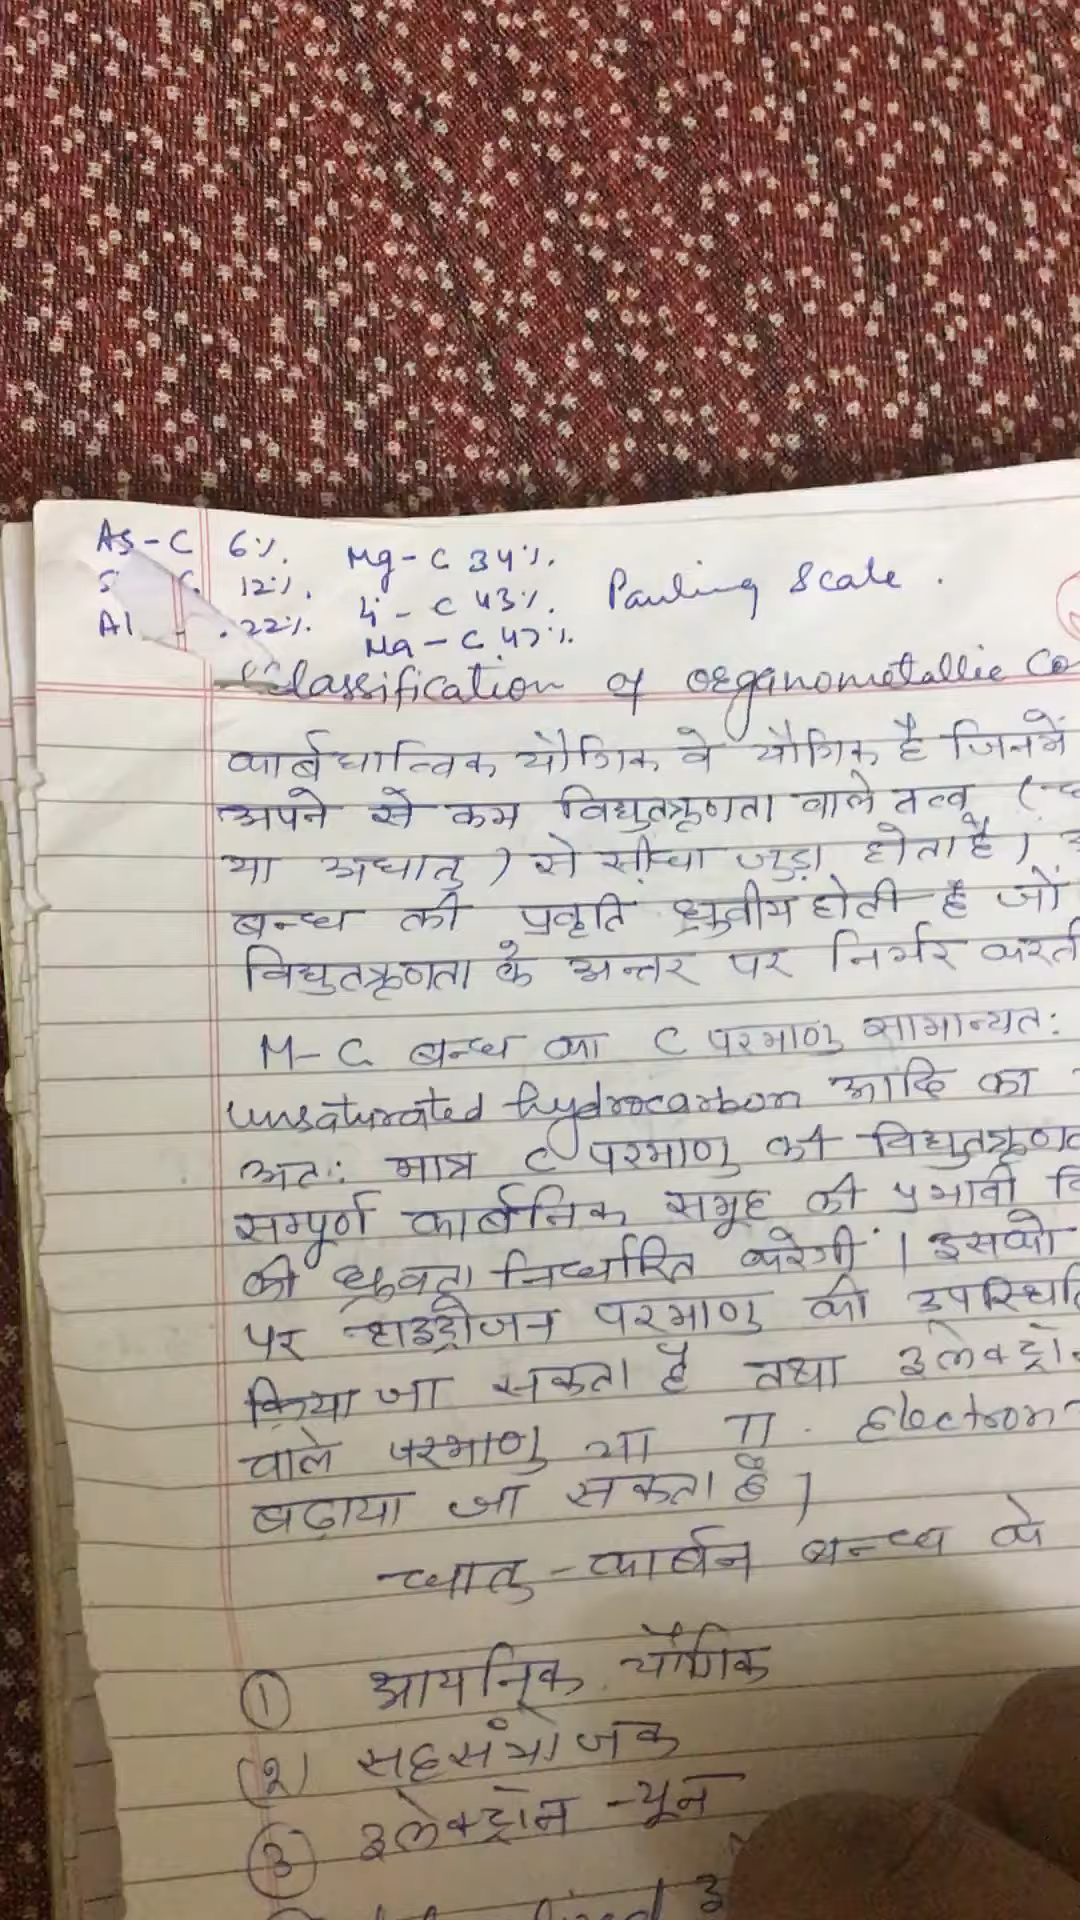 As-C 6%. Mg-C 34%.
12%. Li-C 43%. Pauling Scale.
Al 22%. Na-C 47%.
Classification of organometallic Co
कार्बधात्विक यौगिक वे यौगिक है जिनमें
अपने से कम विद्युतऋणता वाले तत्व (
या अधातु) से सीधा जुड़ा होता है।
बन्ध की प्रकृति ध्रुवीय होती है जो
विद्युतऋणता के अन्तर पर निर्भर करती
M-C बन्ध का C परमाणु सामान्यतः
unsaturated hydrocarbon आदि का
अतः मात्र C परमाणु की विद्युतऋण
सम्पूर्ण कार्बनिक समूह की प्रभावी वि
की ध्रुवता निर्धारित करेगी। इसको
पर हाइड्रोजन परमाणु की उपस्थिति
किया जा सकता है तथा इलेक्ट्रो
वाले परमाणु या π. Electron
बढ़ाया जा सकता है।
धातु-कार्बन बन्ध के
① आयनिक यौगिक
(२) सहसंयोजक
③ इलेक्ट्रॉन-यून